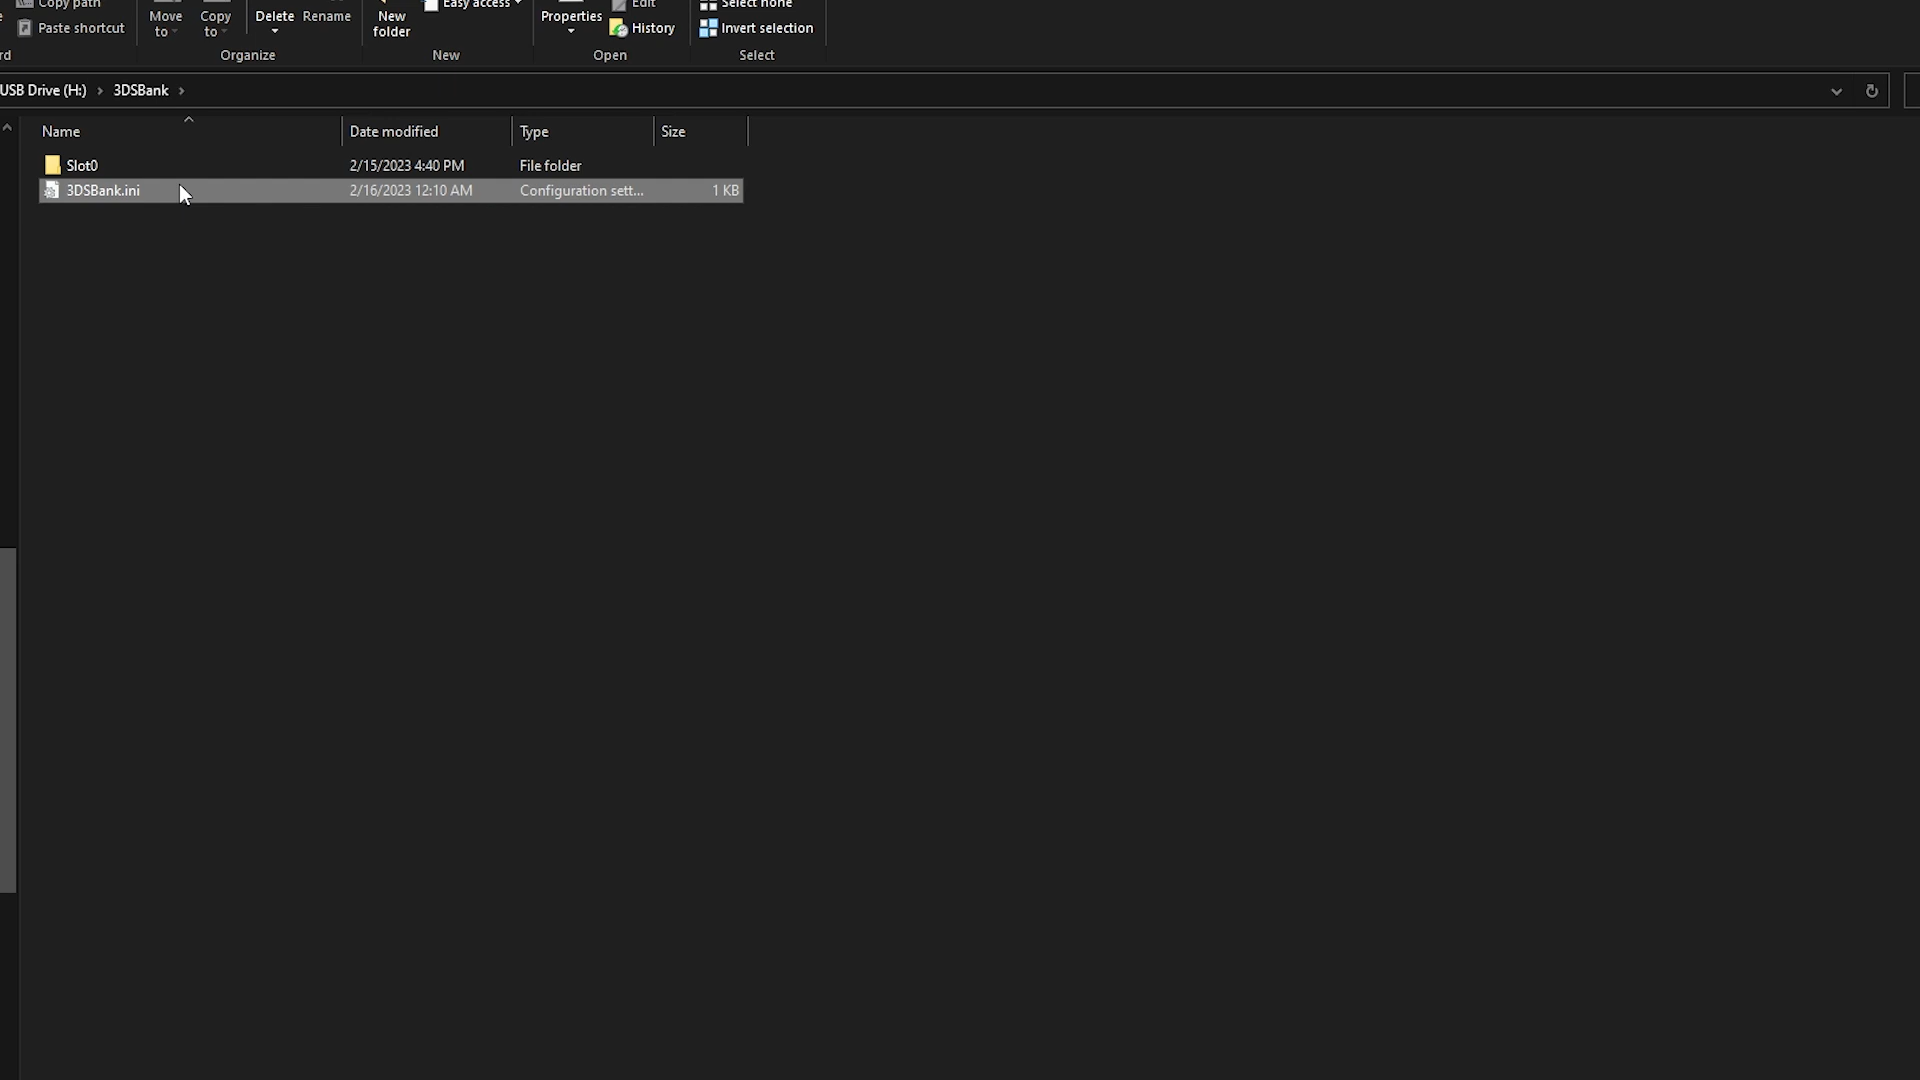 Copy path
Paste shortcut
rd
Move
to
Copy
to
Delete
Rename
Organize
New
folder
Easy access
New
Properties
Edit
History
Open
Select none
Invert selection
Select
USB Drive (H:) › 3DSBank ›
Name Date modified Type Size
Slot0 2/15/2023 4:40 PM File folder
3DSBank.ini 2/16/2023 12:10 AM Configuration sett... 1 KB